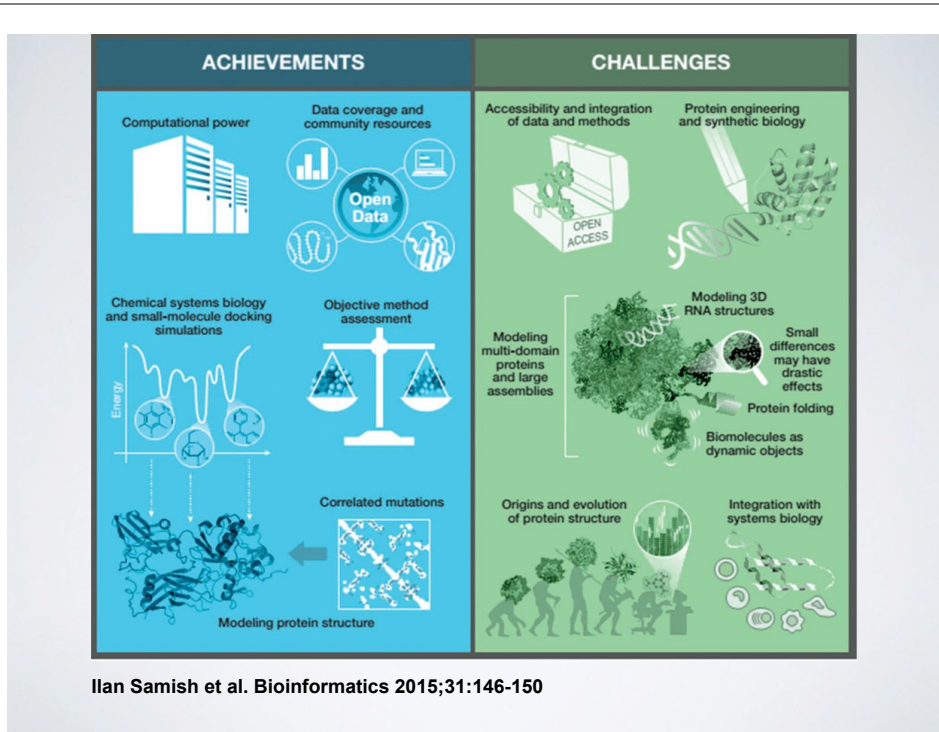 ACHIEVEMENTS
Computational power
Data coverage and
community resources
Open
Data
Chemical systems biology
and small-molecule docking
simulations
Energy
Objective method
assessment
Correlated mutations
Modeling protein structure
CHALLENGES
Accessibility and integration
of data and methods
OPEN
ACCESS
Protein engineering
and synthetic biology
Modeling
multi-domain
proteins
and large
assemblies
Modeling 3D
RNA structures
Small
differences
may have
drastic
effects
Protein folding
Biomolecules as
dynamic objects
Origins and evolution
of protein structure
Integration with
systems biology
Ilan Samish et al. Bioinformatics 2015;31:146-150